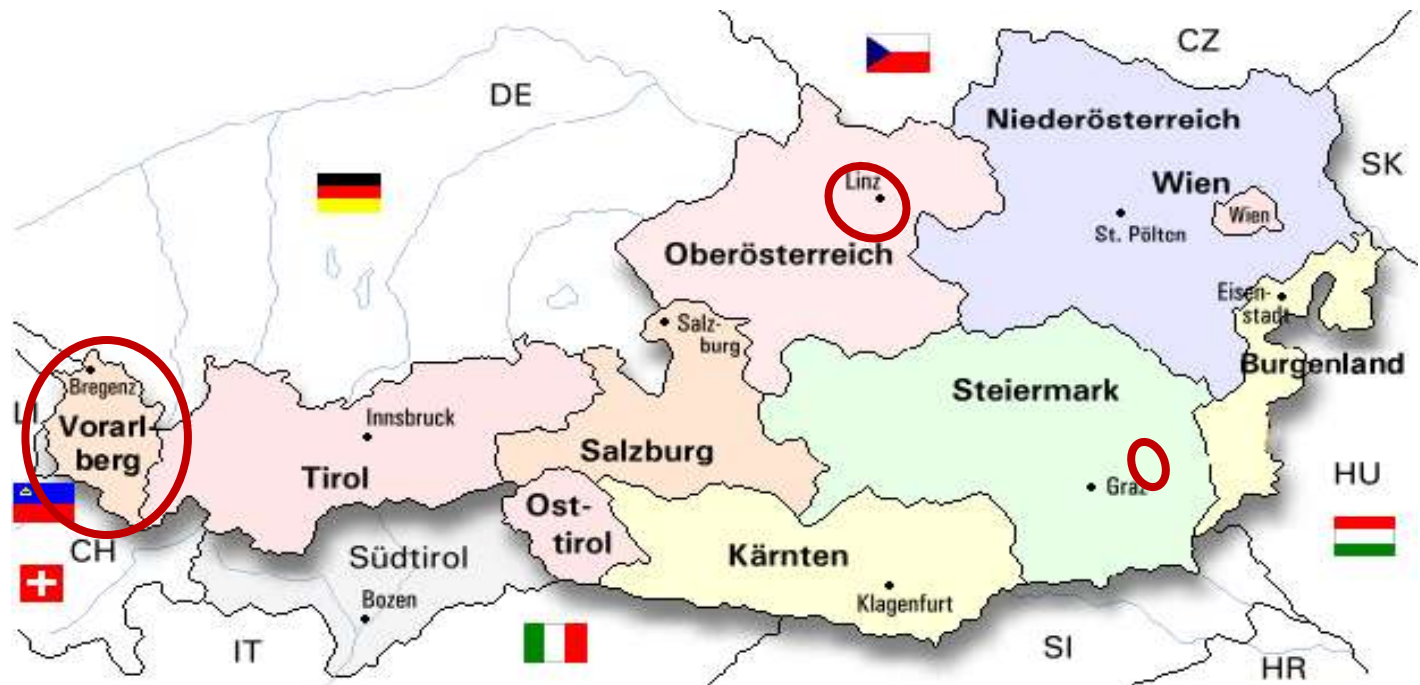 CZ
DE
Niederösterreich
SK
Linz
Wien
Wien
St. Pölten
Oberösterreich
Eisen-
stadt
Salz-
burg
Burgenland
Bregenz
Steiermark
LI
Innsbruck
Vorarl-
berg
Salzburg
Tirol
HU
Graz
Ost-
tirol
CH
Südtirol
Kärnten
Bozen
Klagenfurt
IT
SI
HR